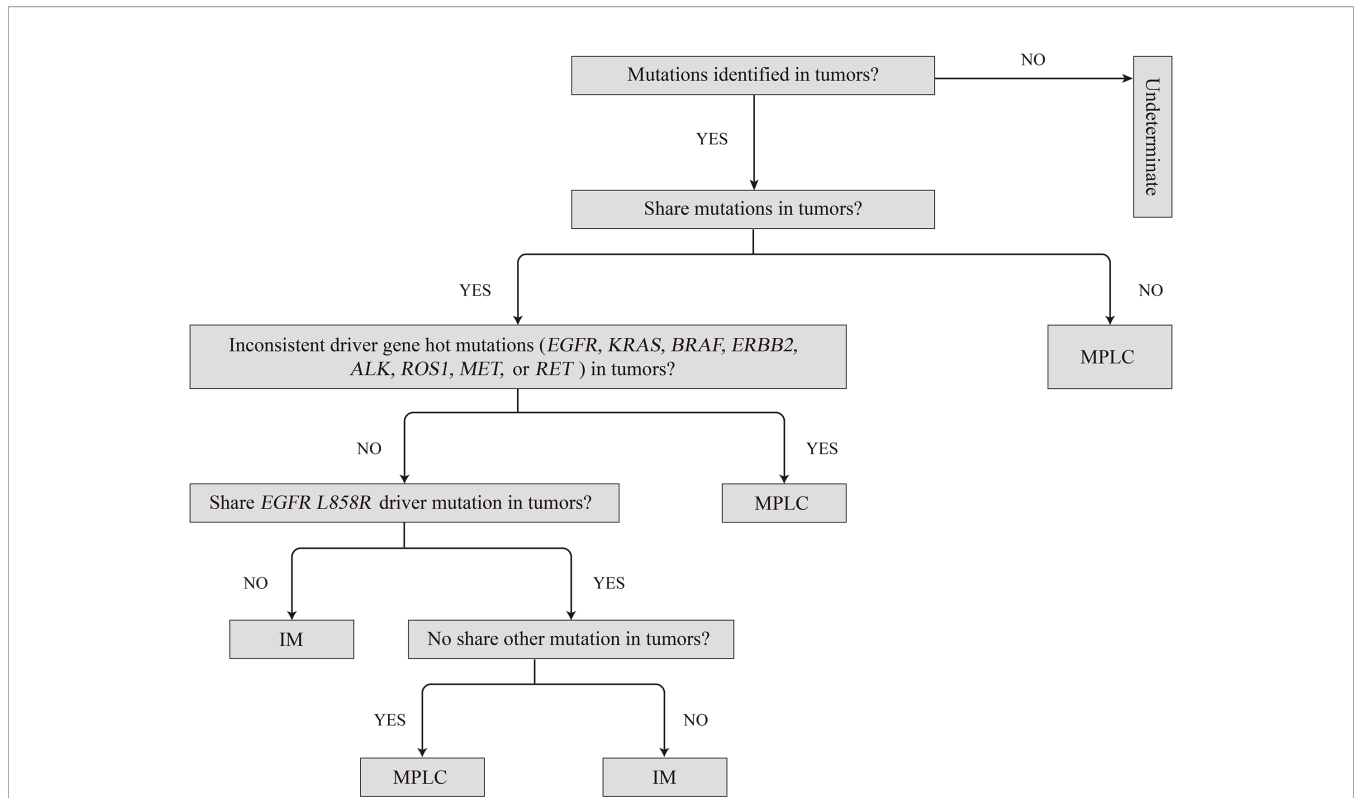 Mutations identified in tumors?
NO
Undeterminate
YES
Share mutations in tumors?
YES
NO
Inconsistent driver gene hot mutations (EGFR, KRAS, BRAF, ERBB2,
ALK, ROS1, MET, or RET ) in tumors?
MPLC
NO
YES
Share EGFR L858R driver mutation in tumors?
MPLC
NO
YES
IM
No share other mutation in tumors?
YES
NO
MPLC
IM